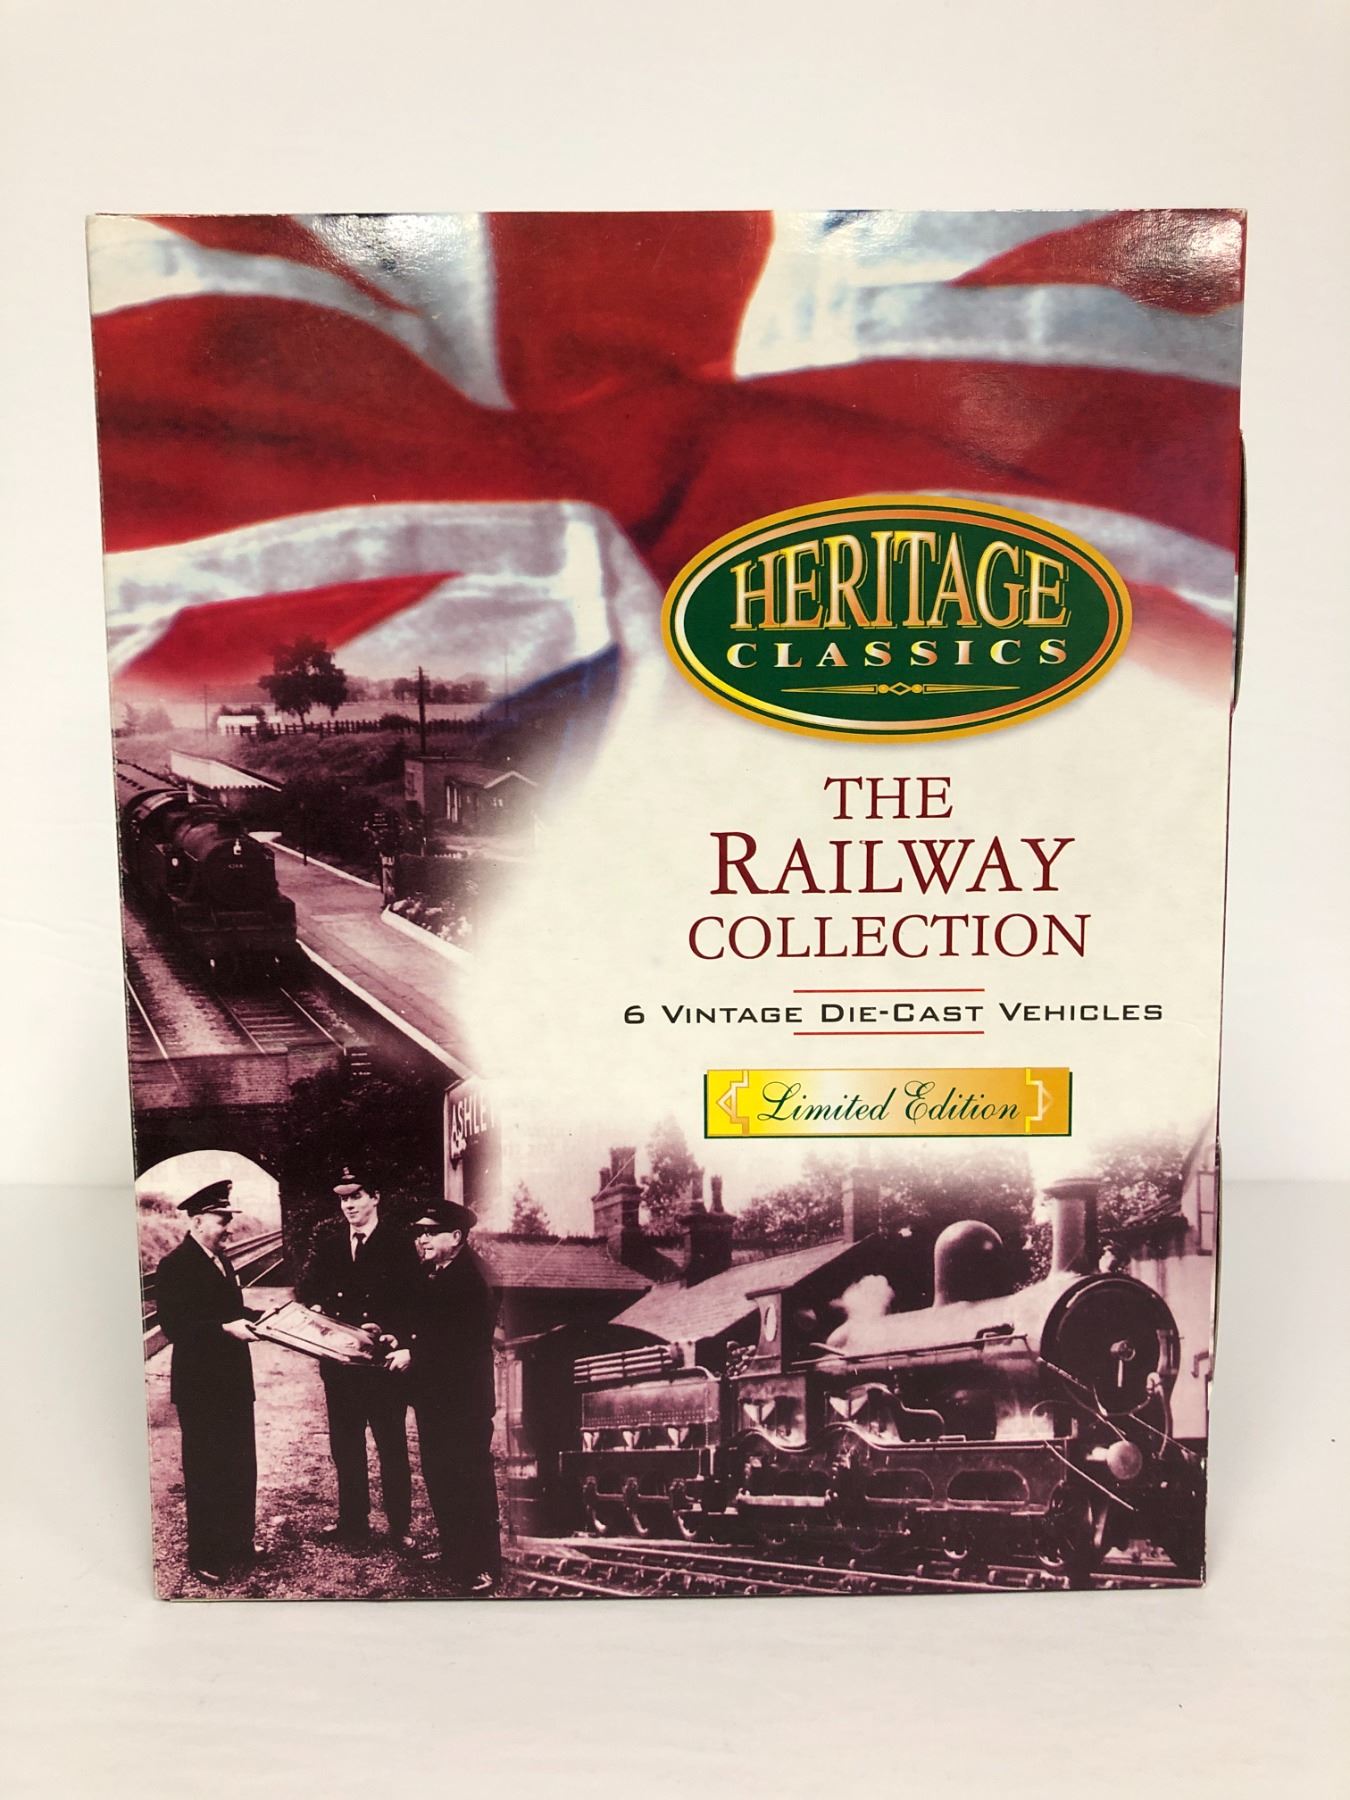 HERITAGE
CLASSICS
THE
RAILWAY
COLLECTION
6 VINTAGE DIE-CAST VEHICLES
Limited Edition